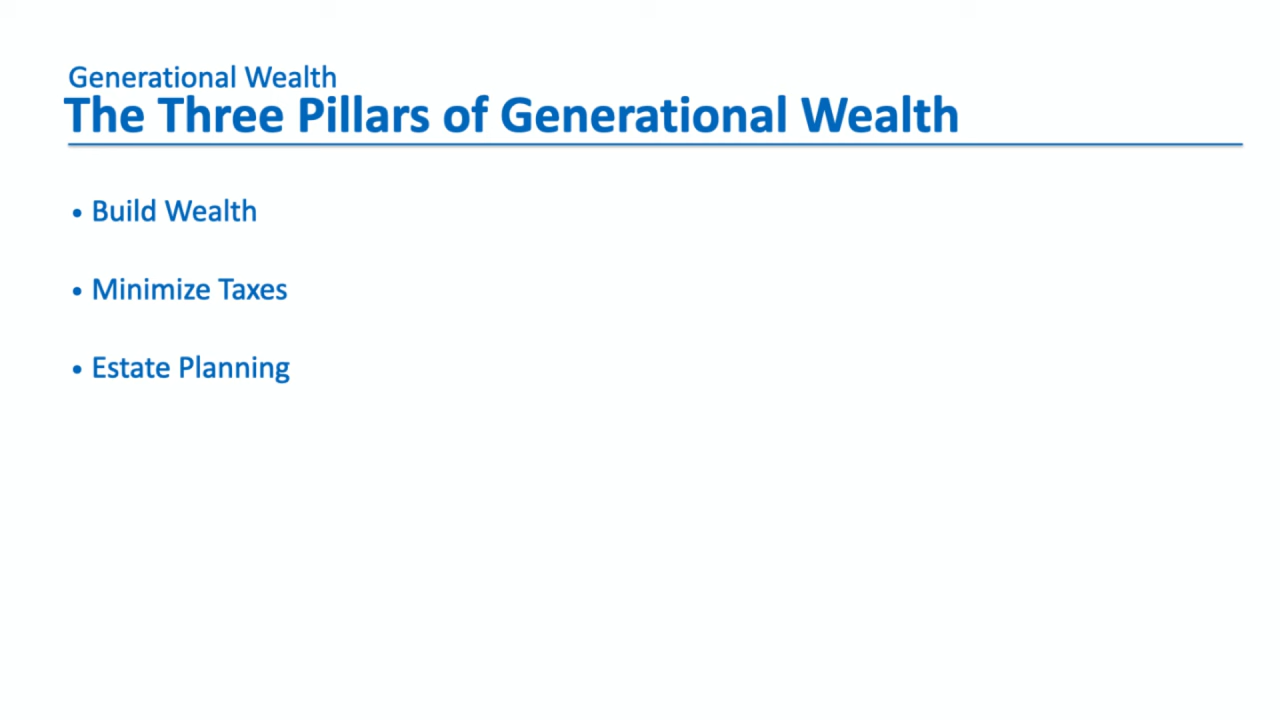 Generational Wealth
The Three Pillars of Generational Wealth
• Build Wealth
• Minimize Taxes
• Estate Planning